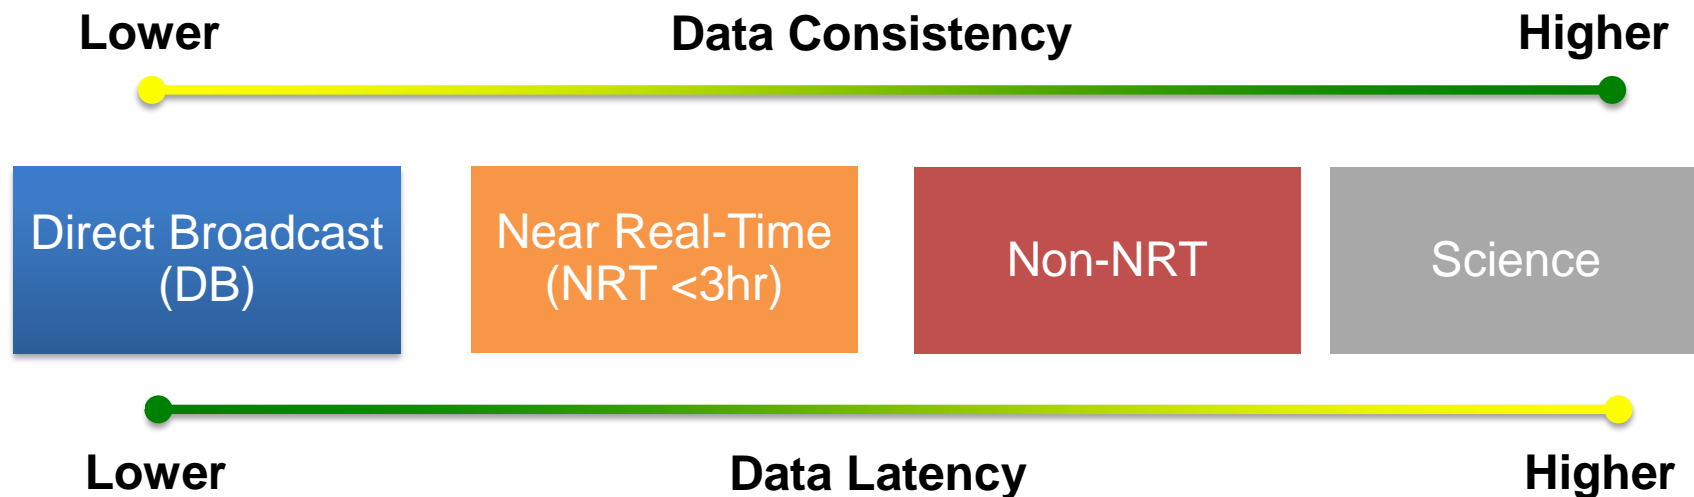 Lower Data Consistency Higher
Direct Broadcast
(DB)
Near Real-Time
(NRT <3hr)
Non-NRT
Science
Lower Data Latency Higher